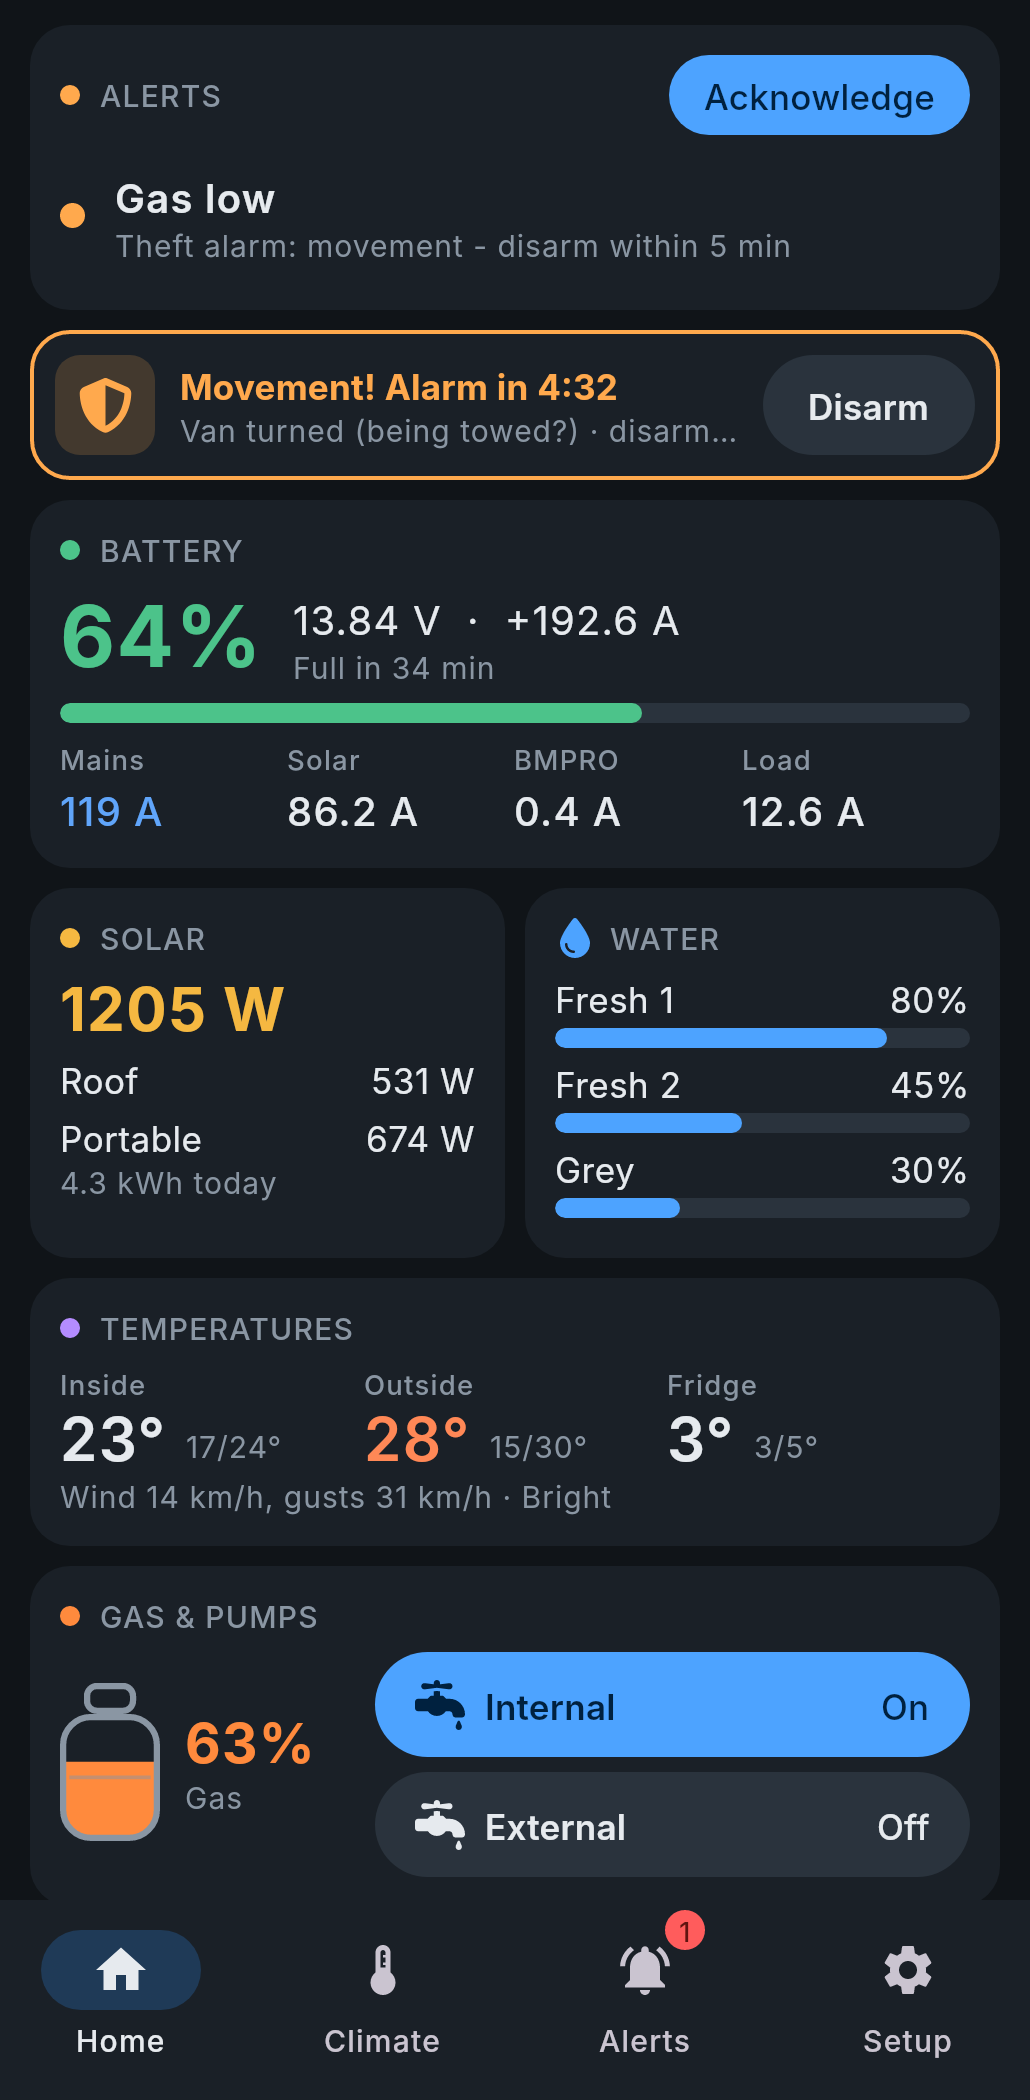 ALERTS
Acknowledge
Gas low
Theft alarm: movement - disarm within 5 min
Movement! Alarm in 4:32
Van turned (being towed?) · disarm...
Disarm
BATTERY
64%
13.84 V · +192.6 A
Full in 34 min
Mains Solar BMPRO Load
119 A 86.2 A 0.4 A 12.6 A
SOLAR
1205 W
Roof 531 W
Portable 674 W
4.3 kWh today
WATER
Fresh 1 80%
Fresh 2 45%
Grey 30%
TEMPERATURES
Inside Outside Fridge
23° 17/24° 28° 15/30° 3° 3/5°
Wind 14 km/h, gusts 31 km/h · Bright
GAS & PUMPS
63%
Gas
Internal On
External Off
1
Home Climate Alerts Setup